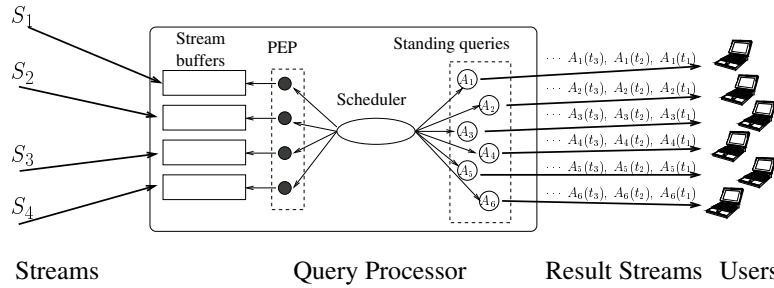 S₁
S₂
S₃
S₄
Stream
buffers
PEP
Scheduler
Standing queries
A₁
A₂
A₃
A₄
A₅
A₆
··· A₁(t₃), A₁(t₂), A₁(t₁)
··· A₂(t₃), A₂(t₂), A₂(t₁)
··· A₃(t₃), A₃(t₂), A₃(t₁)
··· A₄(t₃), A₄(t₂), A₄(t₁)
··· A₅(t₃), A₅(t₂), A₅(t₁)
··· A₆(t₃), A₆(t₂), A₆(t₁)
Streams Query Processor Result Streams Users